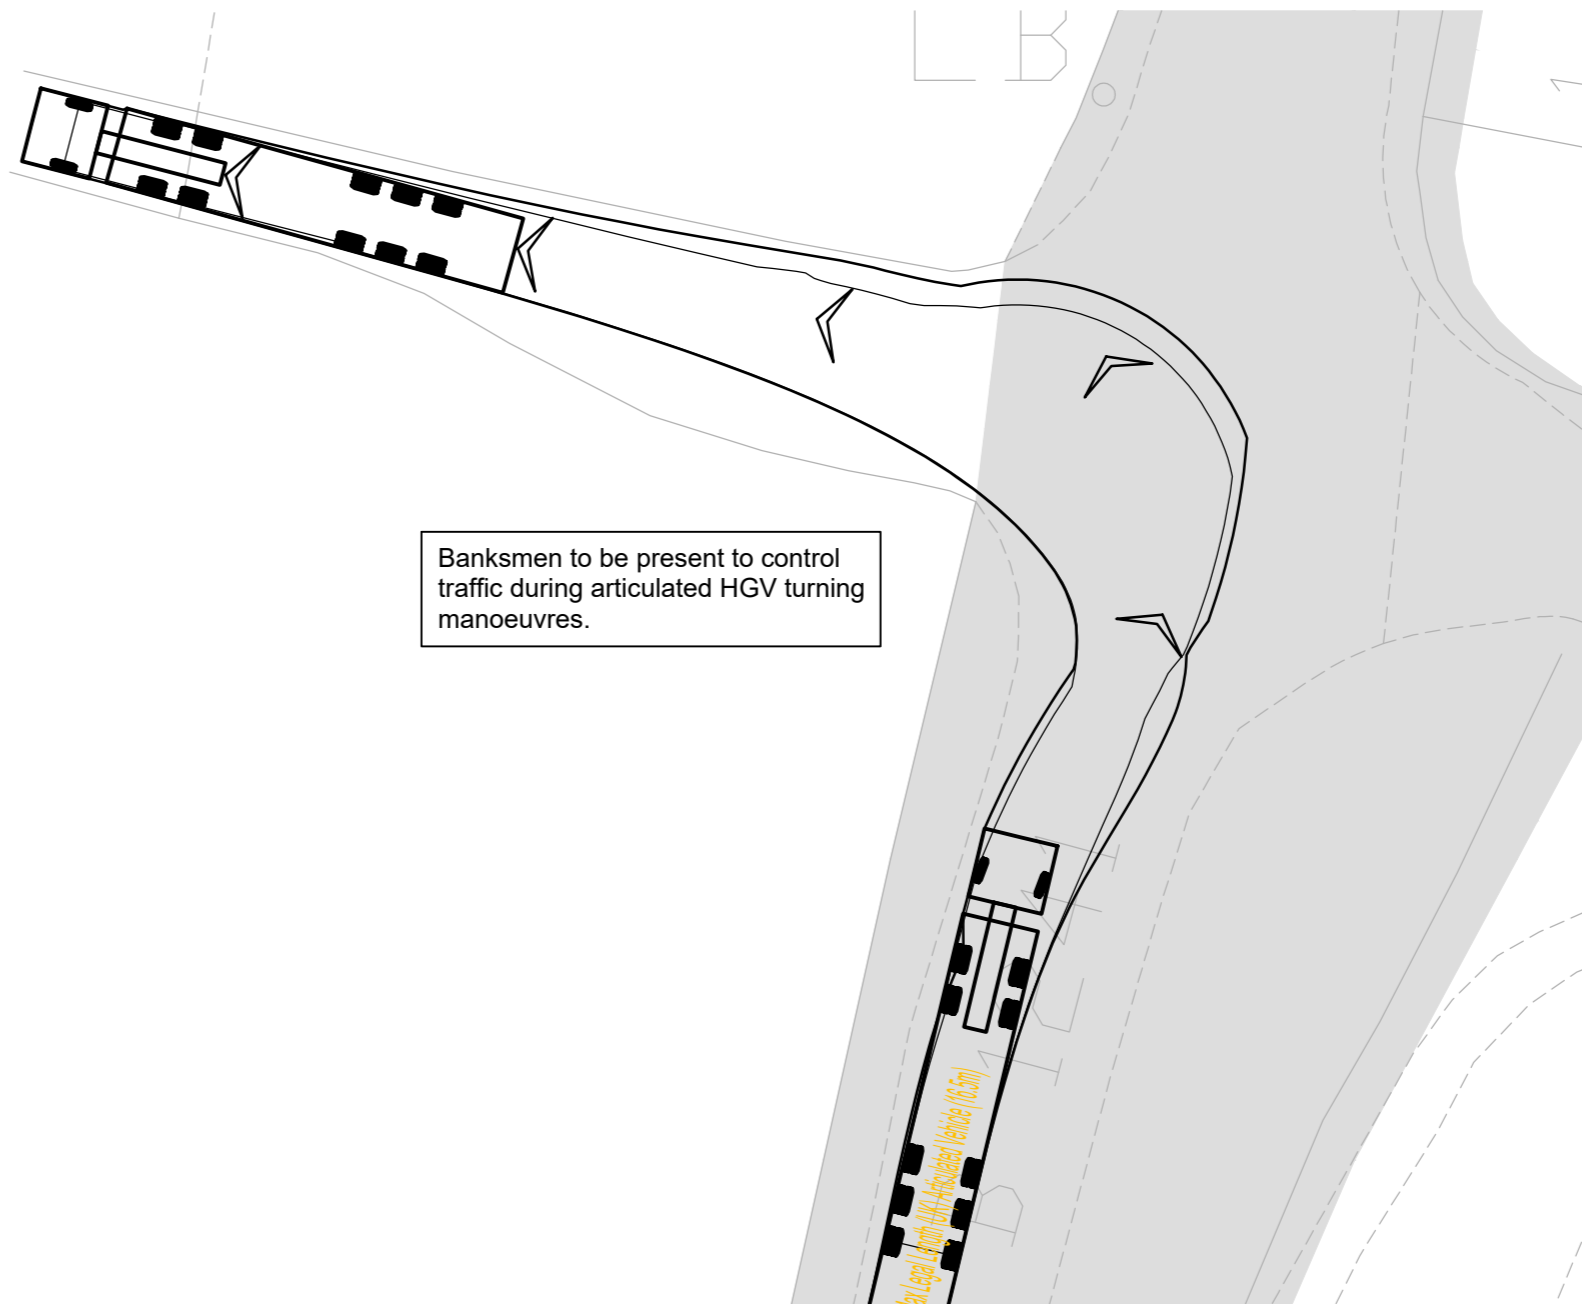 LB
Banksmen to be present to control
traffic during articulated HGV turning
manoeuvres.
Max Legal Length (UK) Articulated Vehicle (16.5m)